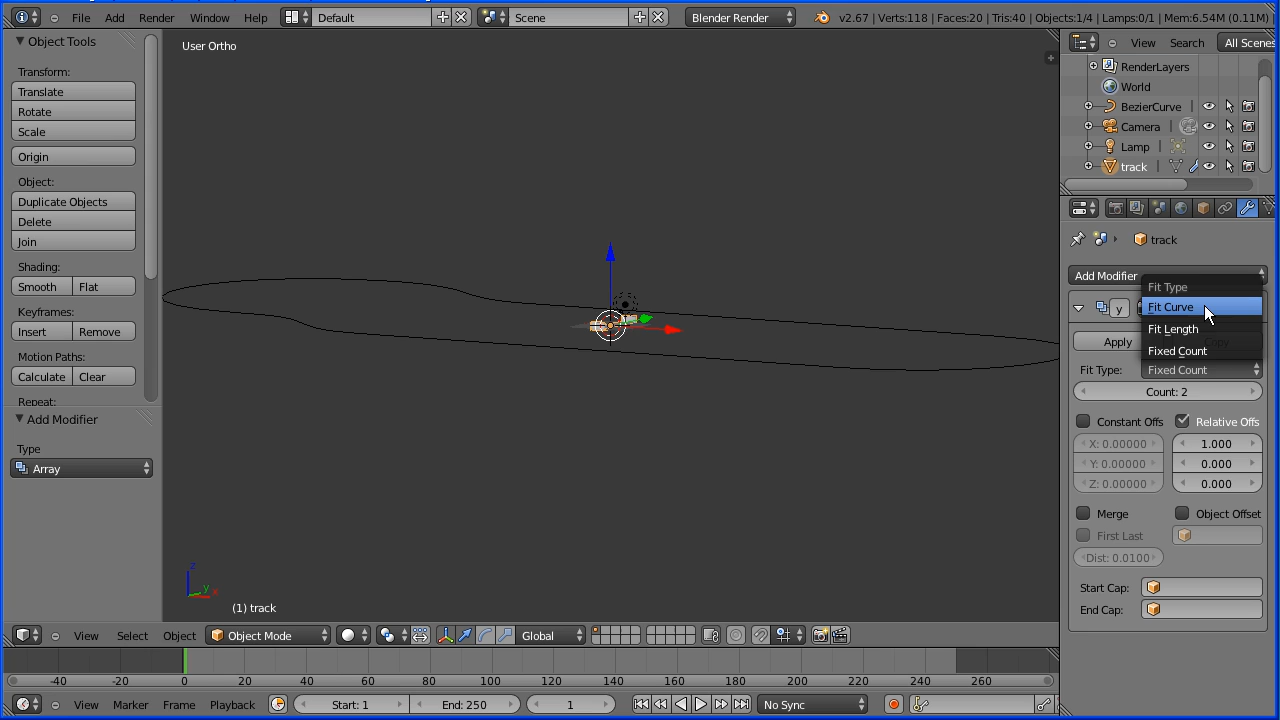 File Add Render Window Help Default Scene Blender Render v2.67 | Verts:118 | Faces:20 | Tris:40 | Objects:1/4 | Lamps:0/1 | Mem:6.54M (0.11M) |
Object Tools
Transform:
Translate
Rotate
Scale
Origin
Object:
Duplicate Objects
Delete
Join
Shading:
Smooth Flat
Keyframes:
Insert Remove
Motion Paths:
Calculate Clear
Repeat:
Add Modifier
Type
Array
User Ortho
z
y
x
(1) track
View Select Object Object Mode Global
-40 -20 0 20 40 60 80 100 120 140 160 180 200 220 240 260
View Marker Frame Playback Start: 1 End: 250 1 No Sync
View Search All Scenes
RenderLayers
World
BezierCurve
Camera
Lamp
track
track
Add Modifier
Fit Type
y
Fit Curve
Fit Length
Apply
Fixed Count
Fit Type: Fixed Count
Count: 2
Constant Offs Relative Offs
X: 0.00000 1.000
Y: 0.00000 0.000
Z: 0.00000 0.000
Merge Object Offset
First Last
Dist: 0.0100
Start Cap:
End Cap: